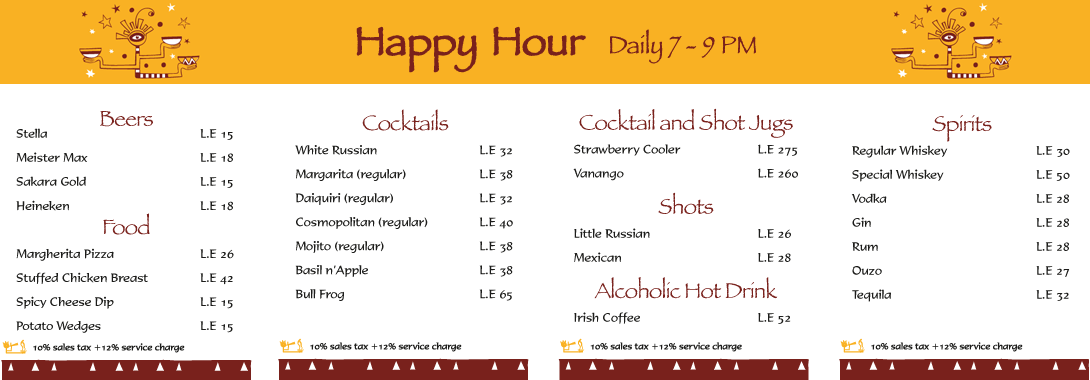 Happy Hour Daily 7 - 9 PM
Beers
Stella L.E 15
Meister Max L.E 18
Sakara Gold L.E 15
Heineken L.E 18
Food
Margherita Pizza L.E 26
Stuffed Chicken Breast L.E 42
Spicy Cheese Dip L.E 15
Potato Wedges L.E 15
10% sales tax +12% service charge
Cocktails
White Russian L.E 32
Margarita (regular) L.E 38
Daiquiri (regular) L.E 32
Cosmopolitan (regular) L.E 40
Mojito (regular) L.E 38
Basil n'Apple L.E 38
Bull Frog L.E 65
10% sales tax +12% service charge
Cocktail and Shot Jugs
Strawberry Cooler L.E 275
Vanango L.E 260
Shots
Little Russian L.E 26
Mexican L.E 28
Alcoholic Hot Drink
Irish Coffee L.E 52
10% sales tax +12% service charge
Spirits
Regular Whiskey L.E 30
Special Whiskey L.E 50
Vodka L.E 28
Gin L.E 28
Rum L.E 28
Ouzo L.E 27
Tequila L.E 32
10% sales tax +12% service charge